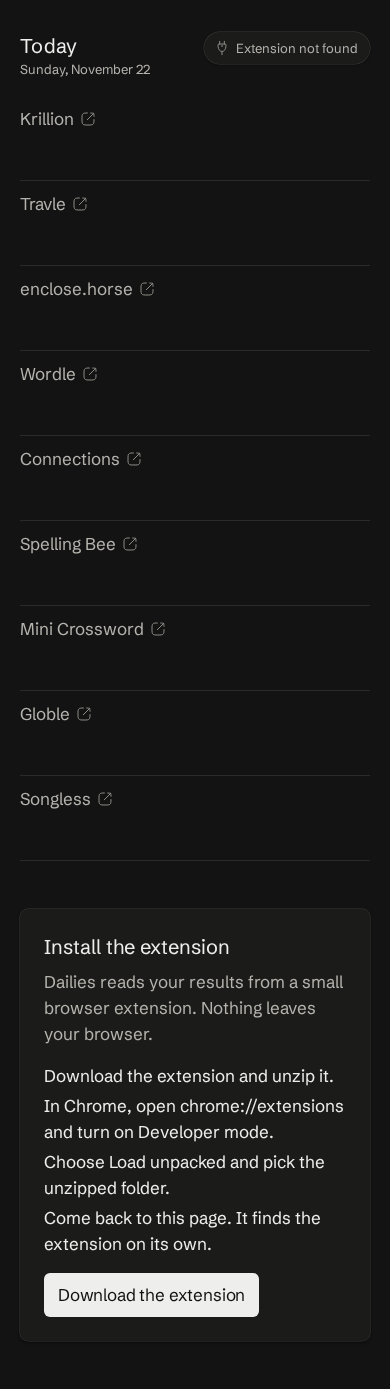 Today
Extension not found
Sunday, November 22
Krillion
Travle
enclose.horse
Wordle
Connections
Spelling Bee
Mini Crossword
Globle
Songless
Install the extension
Dailies reads your results from a small
browser extension. Nothing leaves
your browser.
Download the extension and unzip it.
In Chrome, open chrome://extensions
and turn on Developer mode.
Choose Load unpacked and pick the
unzipped folder.
Come back to this page. It finds the
extension on its own.
Download the extension